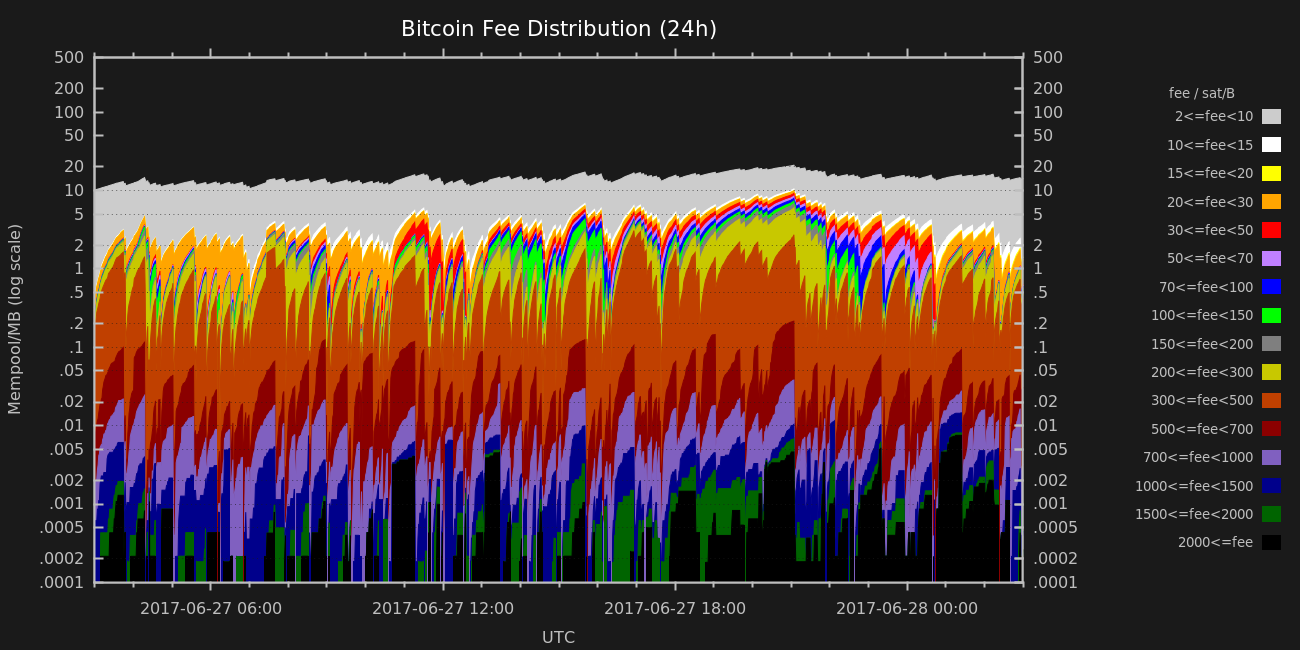 Bitcoin Fee Distribution (24h)
500 500
200 200
100 100
50 50
20 20
10 10
5 5
2 2
1 1
.5 .5
.2 .2
.1 .1
.05 .05
.02 .02
.01 .01
.005 .005
.002 .002
.001 .001
.0005 .0005
.0002 .0002
.0001 .0001
Mempool/MB (log scale)
2017-06-27 06:00 2017-06-27 12:00 2017-06-27 18:00 2017-06-28 00:00
UTC
fee / sat/B
2<=fee<10
10<=fee<15
15<=fee<20
20<=fee<30
30<=fee<50
50<=fee<70
70<=fee<100
100<=fee<150
150<=fee<200
200<=fee<300
300<=fee<500
500<=fee<700
700<=fee<1000
1000<=fee<1500
1500<=fee<2000
2000<=fee